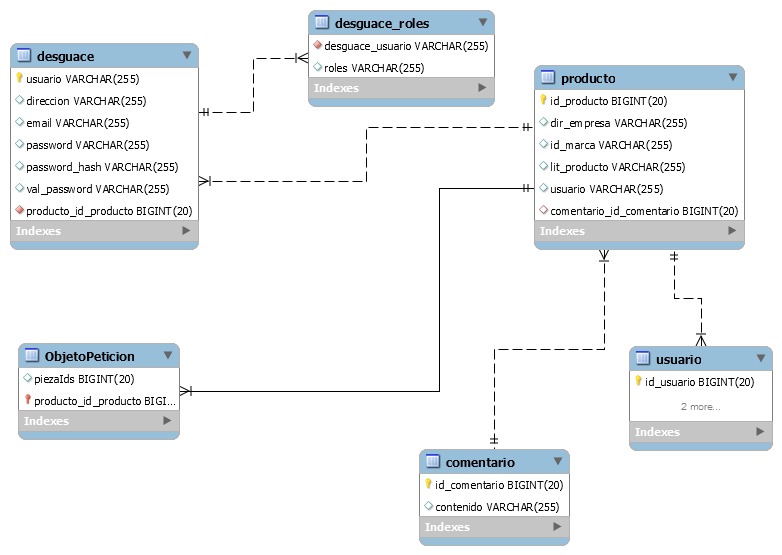 desguace_roles
desguace_usuario VARCHAR(255)
roles VARCHAR(255)
Indexes
desguace
usuario VARCHAR(255)
direccion VARCHAR(255)
email VARCHAR(255)
password VARCHAR(255)
password_hash VARCHAR(255)
val_password VARCHAR(255)
producto_id_producto BIGINT(20)
Indexes
producto
id_producto BIGINT(20)
dir_empresa VARCHAR(255)
id_marca VARCHAR(255)
lit_producto VARCHAR(255)
usuario VARCHAR(255)
comentario_id_comentario BIGINT(20)
Indexes
ObjetoPeticion
piezaIds BIGINT(20)
producto_id_producto BIGI...
Indexes
usuario
id_usuario BIGINT(20)
2 more...
Indexes
comentario
id_comentario BIGINT(20)
contenido VARCHAR(255)
Indexes